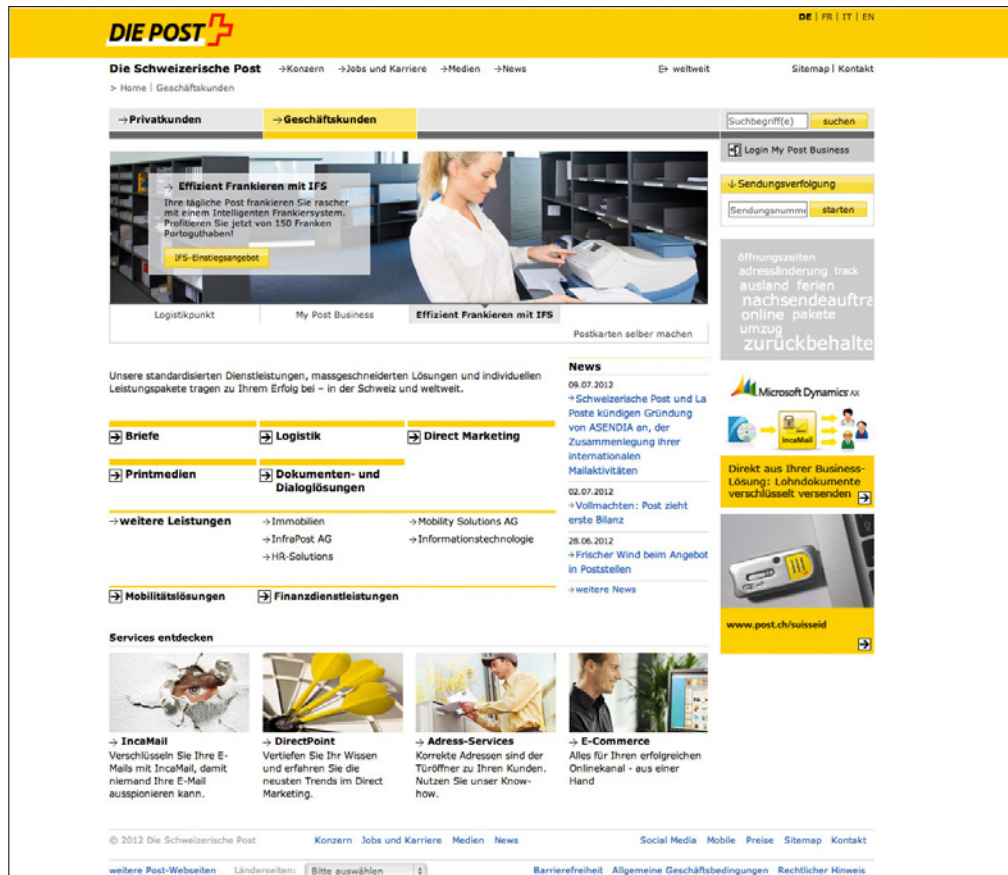 DIE POST
DE | FR | IT | EN
Die Schweizerische Post →Konzern →Jobs und Karriere →Medien →News weltweit Sitemap | Kontakt
> Home | Geschäftskunden
→Privatkunden →Geschäftskunden
Suchbegriff(e) suchen
Login My Post Business
↓ Sendungsverfolgung
Sendungsnumme starten
→ Effizient Frankieren mit IFS
Ihre tägliche Post frankieren Sie rascher
mit einem Intelligenten Frankiersystem.
Profitieren Sie jetzt von 150 Franken
Portoguthaben!
IFS-Einstiegsangebot
Logistikpunkt My Post Business Effizient Frankieren mit IFS
Postkarten selber machen
öffnungszeiten
adressänderung track
ausland ferien
nachsendeauftra
online pakete
umzug
zurückbehalte
Unsere standardisierten Dienstleistungen, massgeschneiderten Lösungen und individuellen
Leistungspakete tragen zu Ihrem Erfolg bei – in der Schweiz und weltweit.
→ Briefe → Logistik → Direct Marketing
→ Printmedien → Dokumenten- und
Dialoglösungen
→weitere Leistungen →Immobilien →Mobility Solutions AG
→InfraPost AG →Informationstechnologie
→HR-Solutions
→ Mobilitätslösungen → Finanzdienstleistungen
News
09.07.2012
→Schweizerische Post und La
Poste kündigen Gründung
von ASENDIA an, der
Zusammenlegung ihrer
internationalen
Mailaktivitäten
02.07.2012
→Vollmachten: Post zieht
erste Bilanz
28.06.2012
→Frischer Wind beim Angebot
in Poststellen
→weitere News
Microsoft Dynamics AX
IncaMail
Direkt aus Ihrer Business-
Lösung: Lohndokumente
verschlüsselt versenden
www.post.ch/suisseid
Services entdecken
→ IncaMail
Verschlüsseln Sie Ihre E-
Mails mit IncaMail, damit
niemand Ihre E-Mail
ausspionieren kann.
→ DirectPoint
Vertiefen Sie Ihr Wissen
und erfahren Sie die
neusten Trends im Direct
Marketing.
→ Adress-Services
Korrekte Adressen sind der
Türöffner zu Ihren Kunden.
Nutzen Sie unser Know-
how.
→ E-Commerce
Alles für Ihren erfolgreichen
Onlinekanal - aus einer
Hand
© 2012 Die Schweizerische Post Konzern Jobs und Karriere Medien News Social Media Mobile Preise Sitemap Kontakt
weitere Post-Webseiten Länderseiten: Bitte auswählen Barrierefreiheit Allgemeine Geschäftsbedingungen Rechtlicher Hinweis